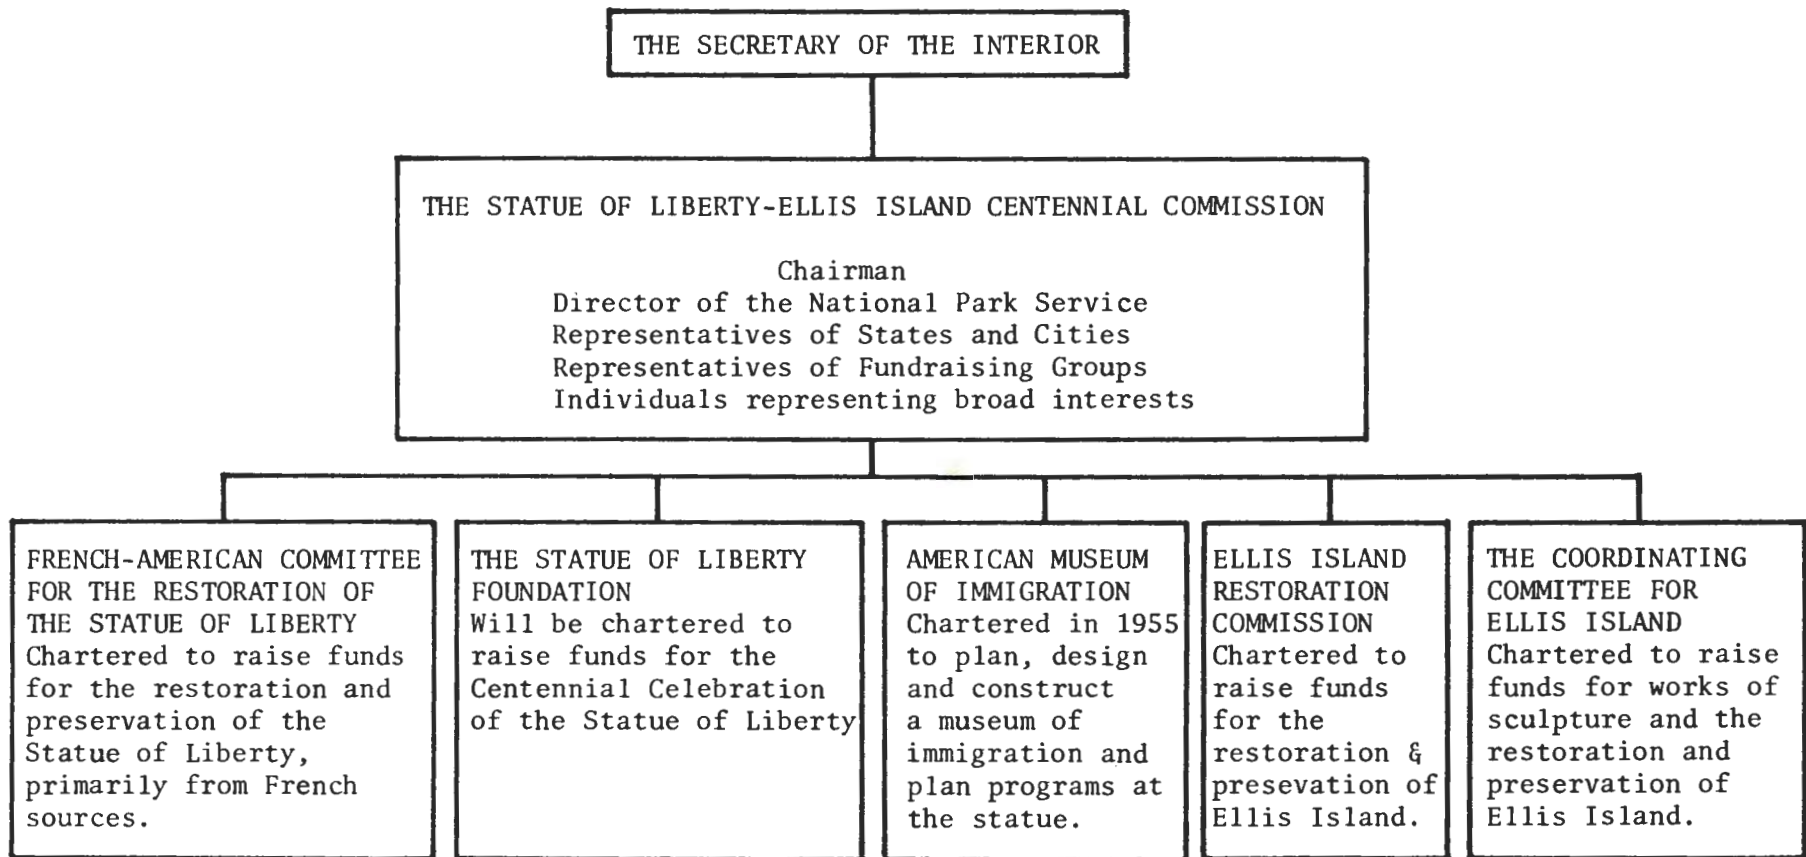 THE SECRETARY OF THE INTERIOR
THE STATUE OF LIBERTY-ELLIS ISLAND CENTENNIAL COMMISSION
Chairman
Director of the National Park Service
Representatives of States and Cities
Representatives of Fundraising Groups
Individuals representing broad interests
FRENCH-AMERICAN COMMITTEE
FOR THE RESTORATION OF
THE STATUE OF LIBERTY
Chartered to raise funds
for the restoration and
preservation of the
Statue of Liberty,
primarily from French
sources.
THE STATUE OF LIBERTY
FOUNDATION
Will be chartered to
raise funds for the
Centennial Celebration
of the Statue of Liberty
AMERICAN MUSEUM
OF IMMIGRATION
Chartered in 1955
to plan, design
and construct
a museum of
immigration and
plan programs at
the statue.
ELLIS ISLAND
RESTORATION
COMMISSION
Chartered to
raise funds
for the
restoration &
presevation of
Ellis Island.
THE COORDINATING
COMMITTEE FOR
ELLIS ISLAND
Chartered to raise
funds for works of
sculpture and the
restoration and
preservation of
Ellis Island.